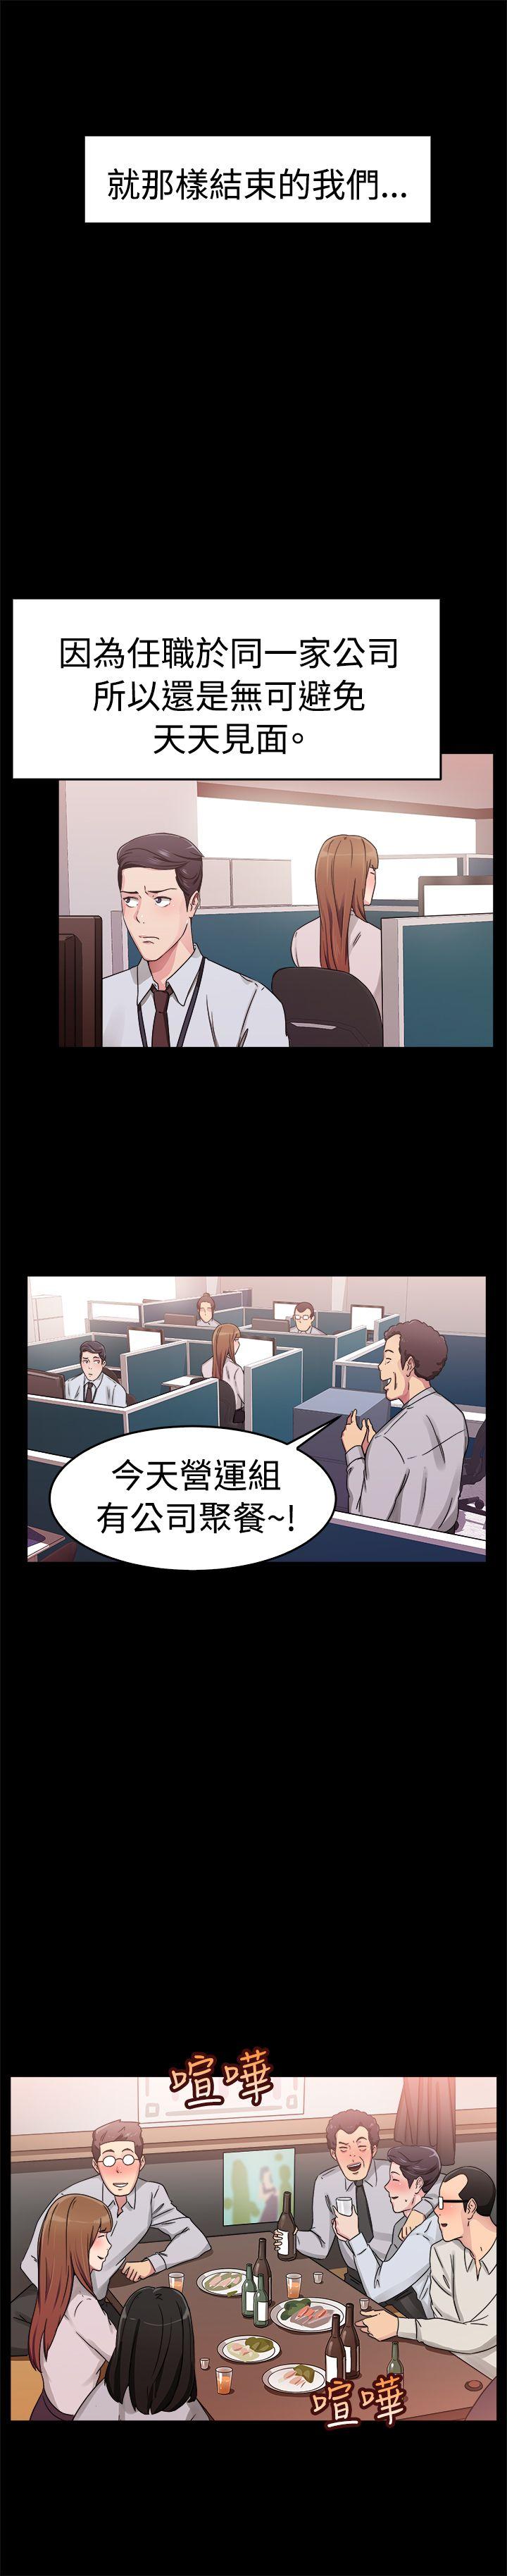 就那樣結束的我們...
因為任職於同一家公司
所以還是無可避免
天天見面。
今天營運組
有公司聚餐~!
喧嘩
喧嘩